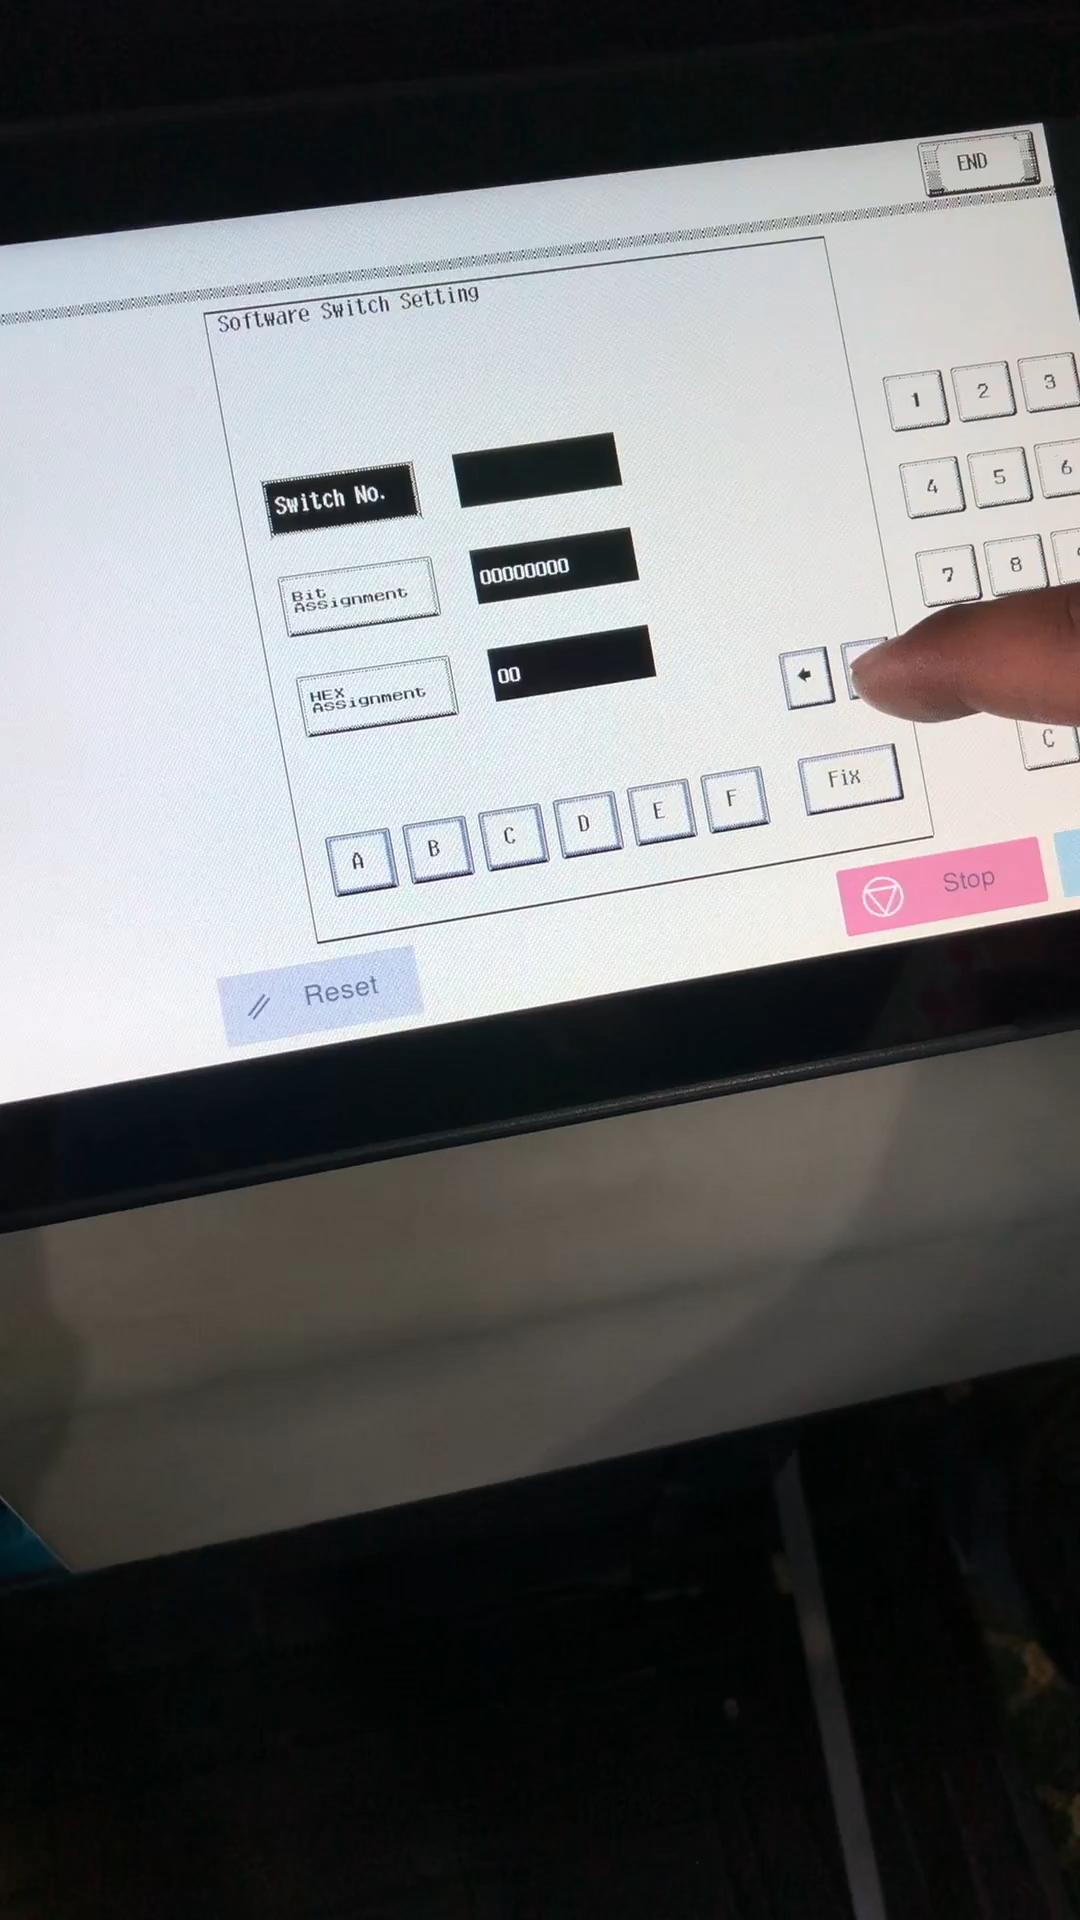 END
Software Switch Setting
1 2 3
Switch No.
4 5 6
Bit
Assignment
00000000
7 8
HEX
Assignment
00
←
C
A B C D E F
Fix
Stop
Reset